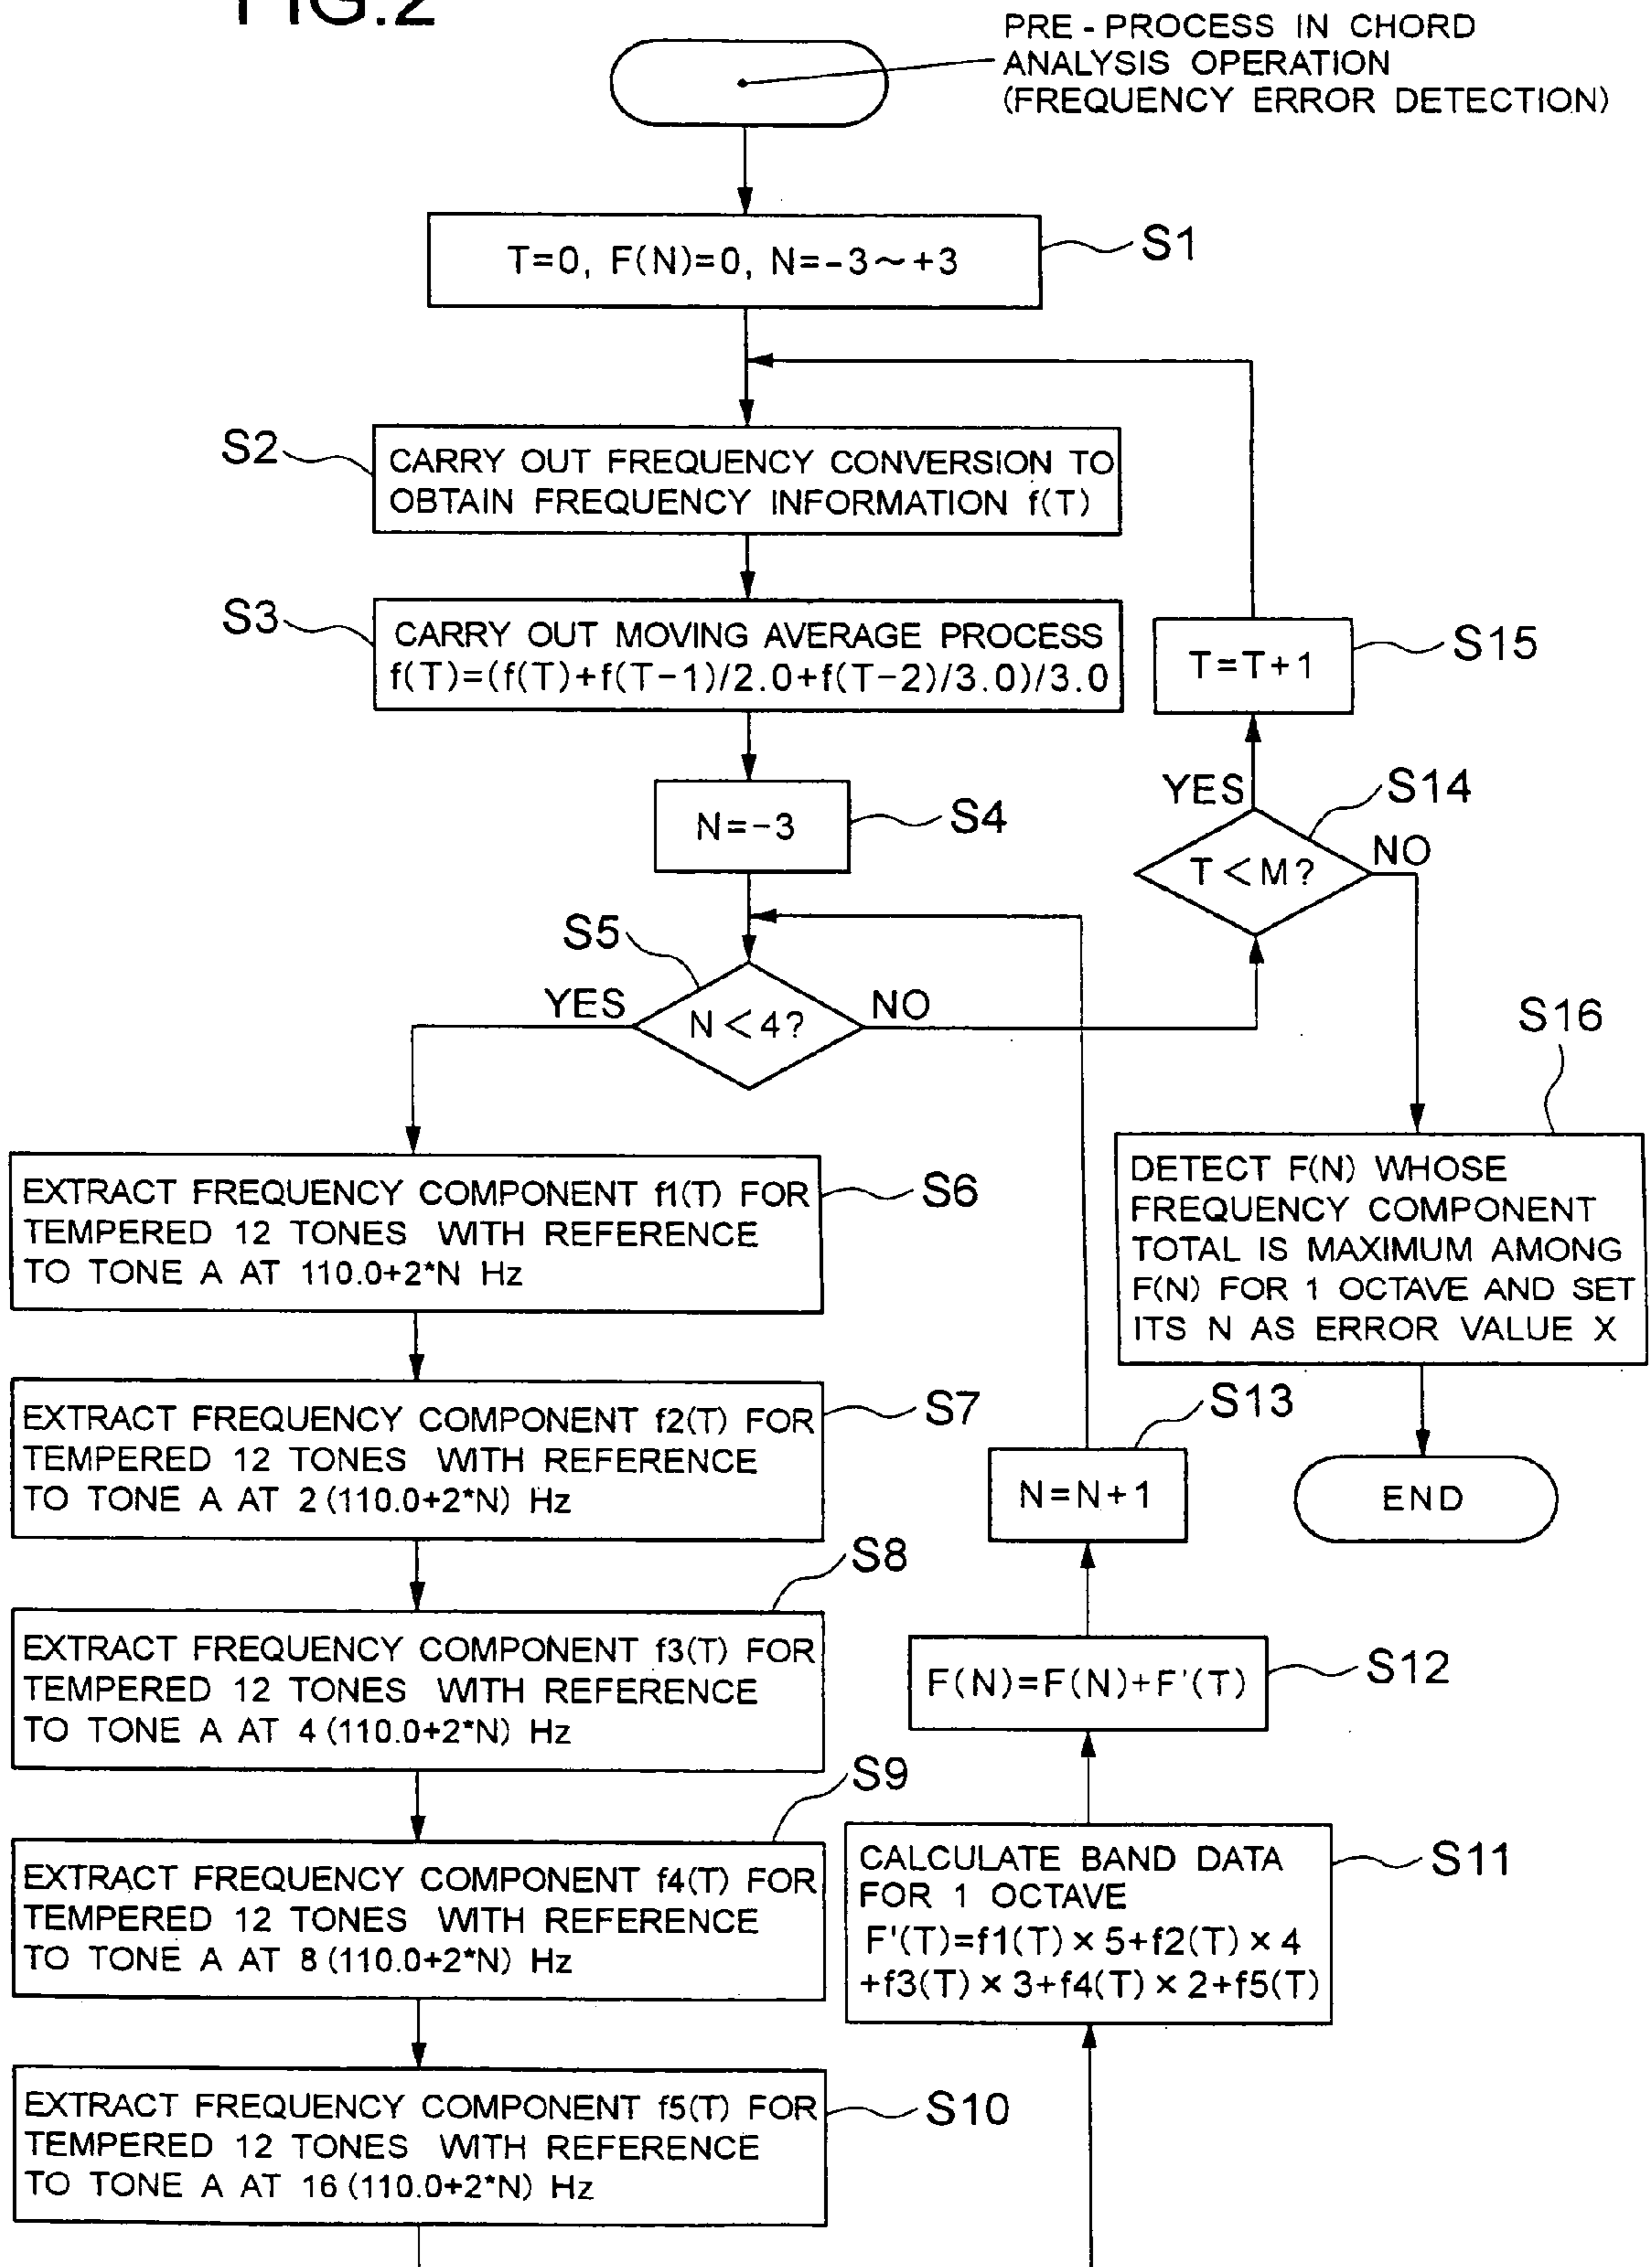 FIG.2
PRE-PROCESS IN CHORD
ANALYSIS OPERATION
(FREQUENCY ERROR DETECTION)
T=0, F(N)=0, N=-3~+3
S1
S2
CARRY OUT FREQUENCY CONVERSION TO
OBTAIN FREQUENCY INFORMATION f(T)
S3
CARRY OUT MOVING AVERAGE PROCESS
f(T)=(f(T)+f(T-1)/2.0+f(T-2)/3.0)/3.0
N=-3
S4
S5
N<4?
YES
NO
EXTRACT FREQUENCY COMPONENT f1(T) FOR
TEMPERED 12 TONES WITH REFERENCE
TO TONE A AT 110.0+2*N Hz
S6
EXTRACT FREQUENCY COMPONENT f2(T) FOR
TEMPERED 12 TONES WITH REFERENCE
TO TONE A AT 2(110.0+2*N) Hz
S7
EXTRACT FREQUENCY COMPONENT f3(T) FOR
TEMPERED 12 TONES WITH REFERENCE
TO TONE A AT 4(110.0+2*N) Hz
S8
EXTRACT FREQUENCY COMPONENT f4(T) FOR
TEMPERED 12 TONES WITH REFERENCE
TO TONE A AT 8(110.0+2*N) Hz
S9
EXTRACT FREQUENCY COMPONENT f5(T) FOR
TEMPERED 12 TONES WITH REFERENCE
TO TONE A AT 16(110.0+2*N) Hz
S10
CALCULATE BAND DATA
FOR 1 OCTAVE
F'(T)=f1(T)×5+f2(T)×4
+f3(T)×3+f4(T)×2+f5(T)
S11
F(N)=F(N)+F'(T)
S12
N=N+1
S13
T<M?
S14
YES
NO
T=T+1
S15
S16
DETECT F(N) WHOSE
FREQUENCY COMPONENT
TOTAL IS MAXIMUM AMONG
F(N) FOR 1 OCTAVE AND SET
ITS N AS ERROR VALUE X
END